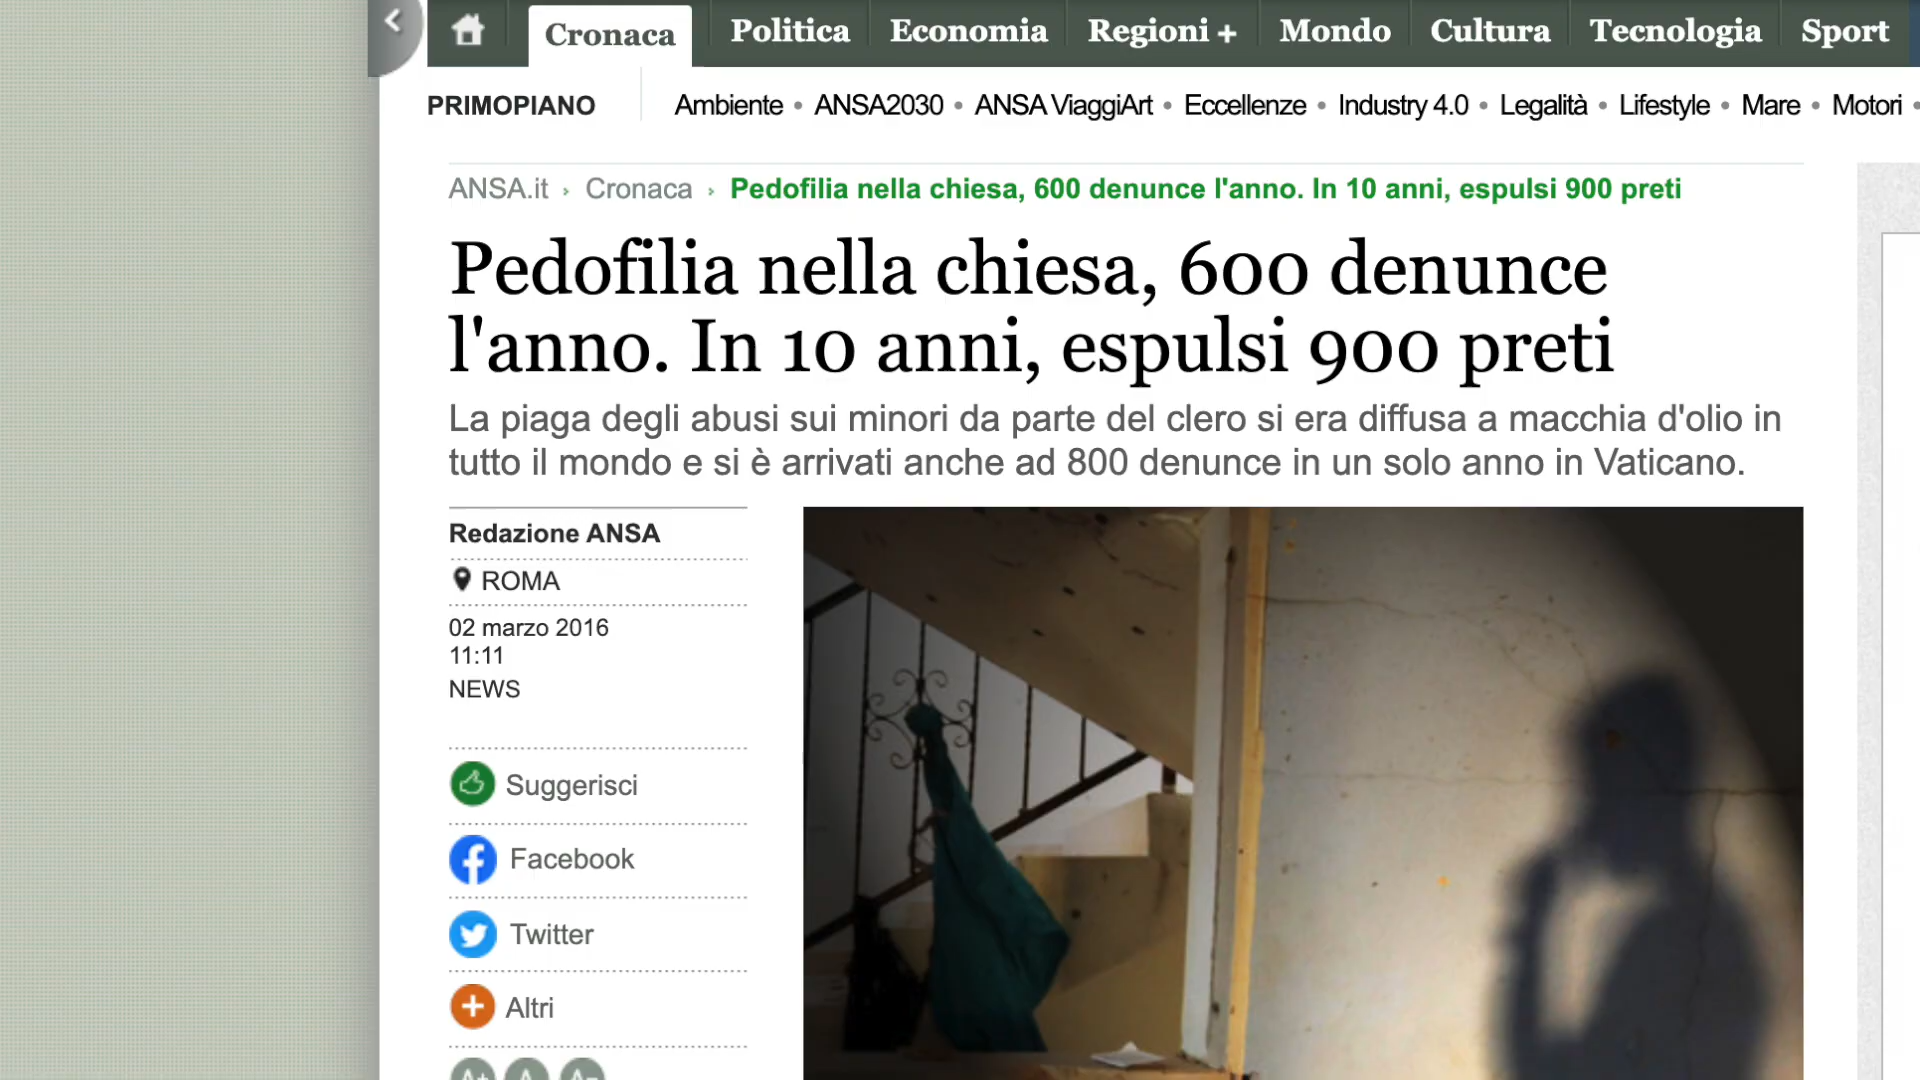 Cronaca
Politica
Economia
Regioni +
Mondo
Cultura
Tecnologia
Sport
PRIMOPIANO
Ambiente • ANSA2030 • ANSA ViaggiArt • Eccellenze • Industry 4.0 • Legalità • Lifestyle • Mare • Motori •
ANSA.it › Cronaca › Pedofilia nella chiesa, 600 denunce l'anno. In 10 anni, espulsi 900 preti
Pedofilia nella chiesa, 600 denunce
l'anno. In 10 anni, espulsi 900 preti
La piaga degli abusi sui minori da parte del clero si era diffusa a macchia d'olio in
tutto il mondo e si è arrivati anche ad 800 denunce in un solo anno in Vaticano.
Redazione ANSA
ROMA
02 marzo 2016
11:11
NEWS
Suggerisci
Facebook
Twitter
Altri
A+ A A-